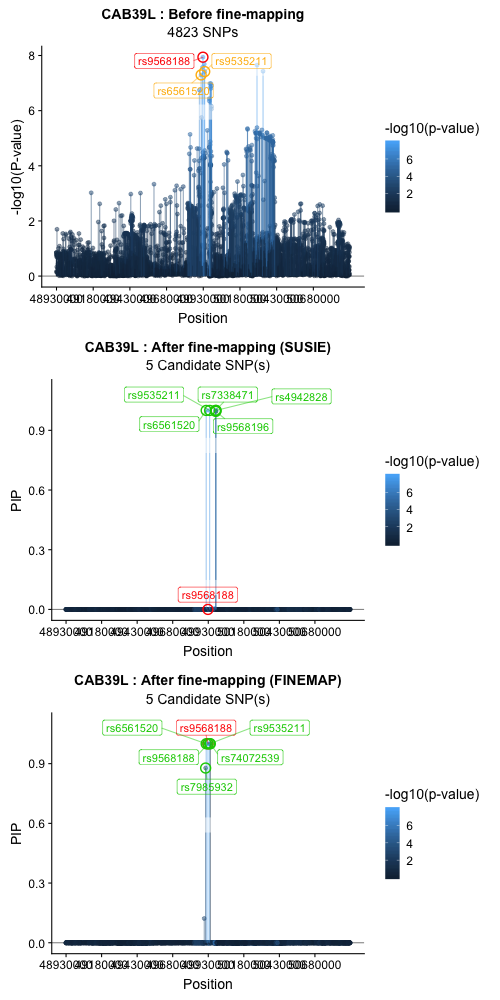 CAB39L : Before fine-mapping
4823 SNPs
rs9568188
rs9535211
rs6561520
8
6
4
2
0
-log10(P-value)
Position
-log10(p-value)
6
4
2
CAB39L : After fine-mapping (SUSIE)
5 Candidate SNP(s)
rs9535211
rs7338471
rs4942828
rs6561520
rs9568196
rs9568188
0.9
0.6
0.3
0.0
PIP
Position
-log10(p-value)
6
4
2
CAB39L : After fine-mapping (FINEMAP)
5 Candidate SNP(s)
rs6561520
rs9568188
rs9535211
rs9568188
rs74072539
rs7985932
0.9
0.6
0.3
0.0
PIP
Position
-log10(p-value)
6
4
2